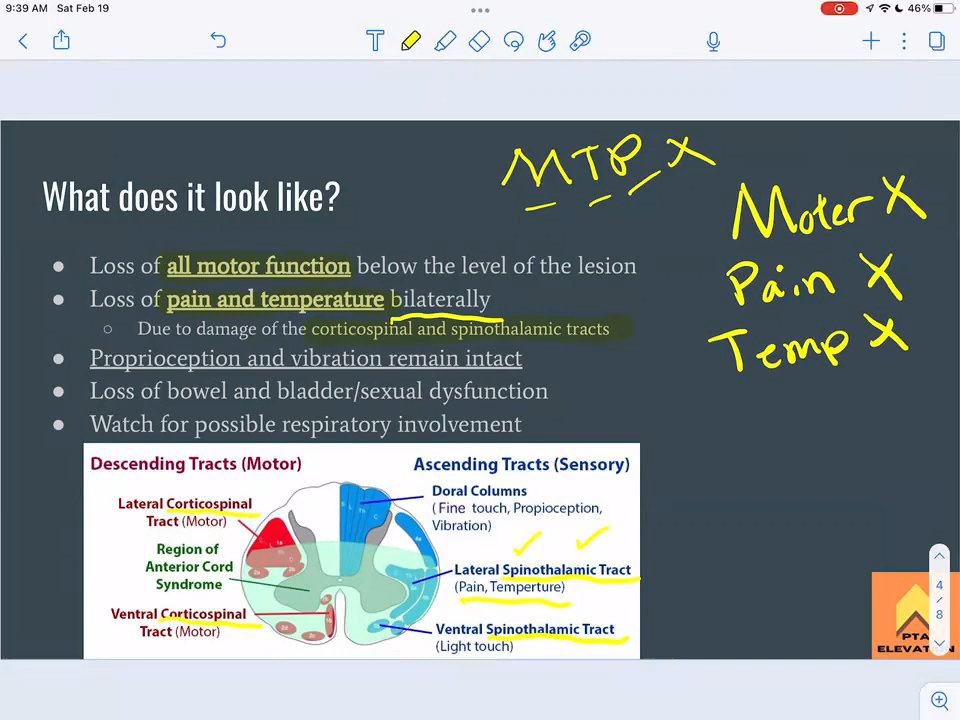 9:39 AM Sat Feb 19
46%
T
MTP X
What does it look like?
Moter X
Pain X
Temp X
● Loss of all motor function below the level of the lesion
● Loss of pain and temperature bilaterally
○ Due to damage of the corticospinal and spinothalamic tracts
● Proprioception and vibration remain intact
● Loss of bowel and bladder/sexual dysfunction
● Watch for possible respiratory involvement
Descending Tracts (Motor)
Lateral Corticospinal
Tract (Motor)
Region of
Anterior Cord
Syndrome
Ventral Corticospinal
Tract (Motor)
Ascending Tracts (Sensory)
Doral Columns
(Fine touch, Propioception,
Vibration)
Lateral Spinothalamic Tract
(Pain, Temperture)
Ventral Spinothalamic Tract
(Light touch)
4
/
8
PTA
ELEVATION